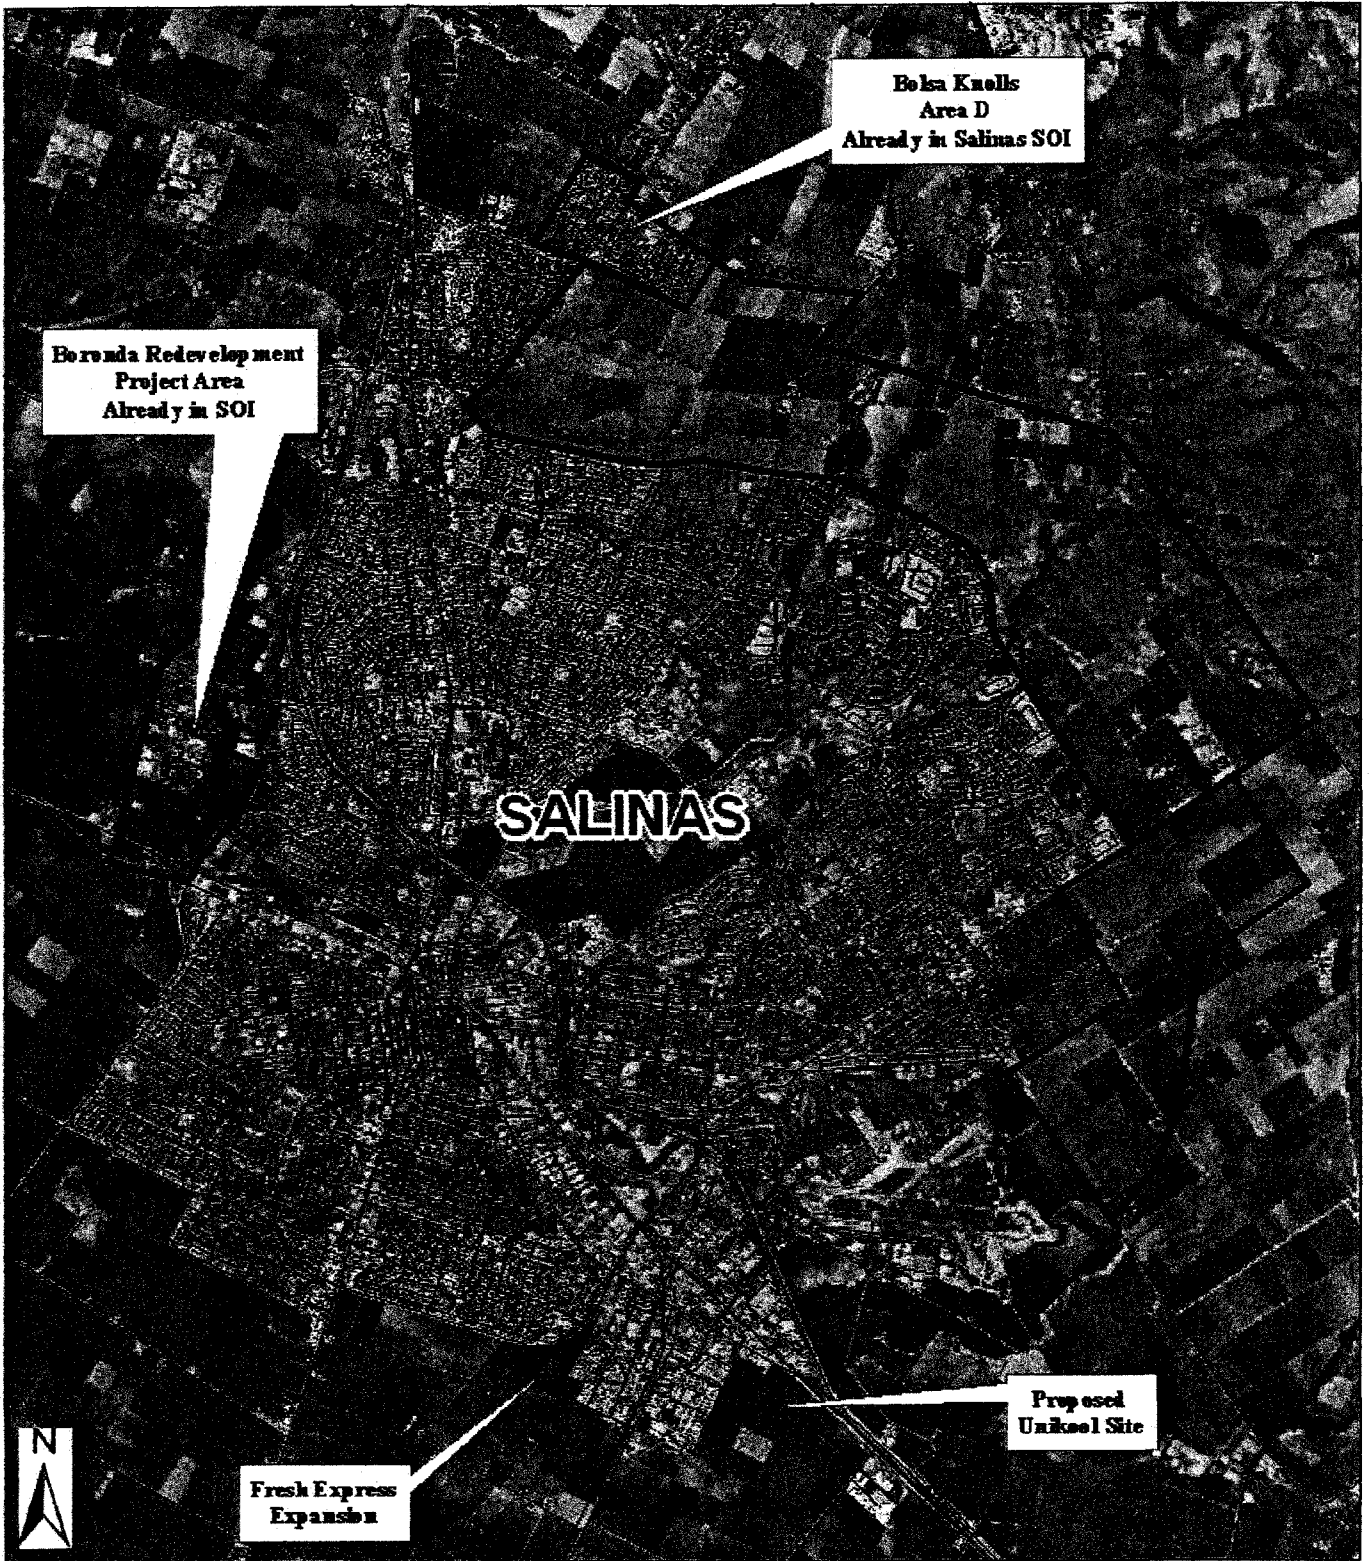 Bolsa Knolls
Area D
Already in Salinas SOI
Boronda Redevelopment
Project Area
Already in SOI
SALINAS
Proposed
Unikool Site
Fresh Express
Expansion
N